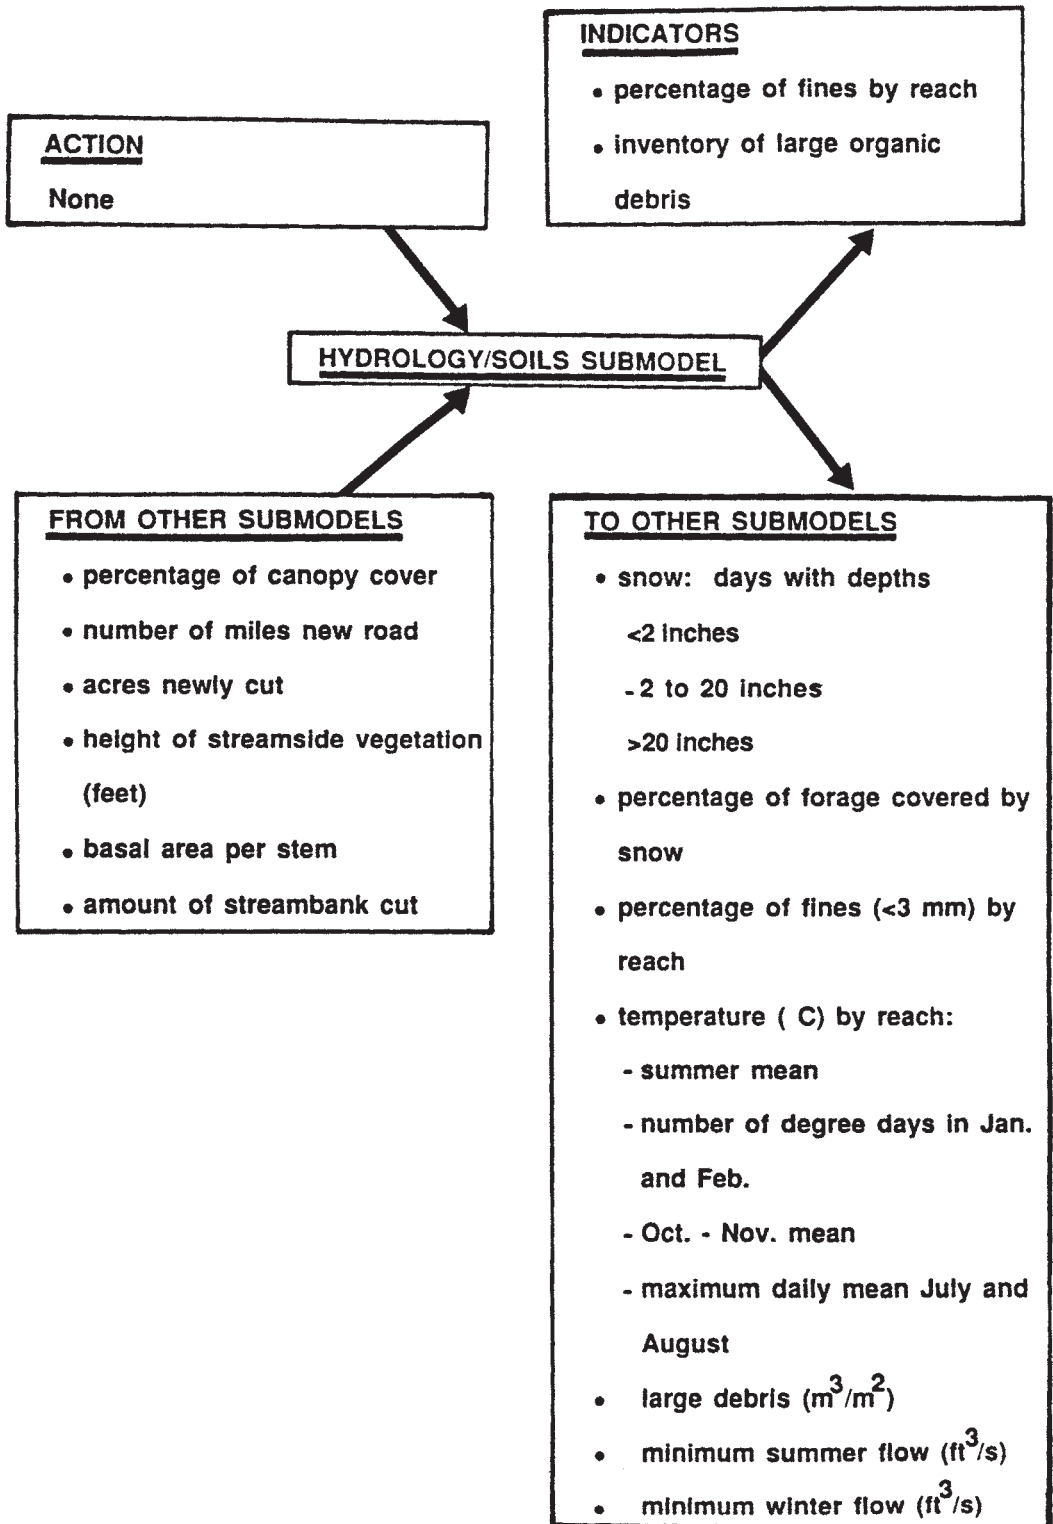 INDICATORS
• percentage of fines by reach
• inventory of large organic
debris
ACTION
None
HYDROLOGY/SOILS SUBMODEL
FROM OTHER SUBMODELS
• percentage of canopy cover
• number of miles new road
• acres newly cut
• height of streamside vegetation
(feet)
• basal area per stem
• amount of streambank cut
TO OTHER SUBMODELS
• snow: days with depths
<2 inches
- 2 to 20 inches
>20 inches
• percentage of forage covered by
snow
• percentage of fines (<3 mm) by
reach
• temperature ( C) by reach:
- summer mean
- number of degree days in Jan.
and Feb.
- Oct. - Nov. mean
- maximum daily mean July and
August
• large debris (m³/m²)
• minimum summer flow (ft³/s)
• minimum winter flow (ft³/s)